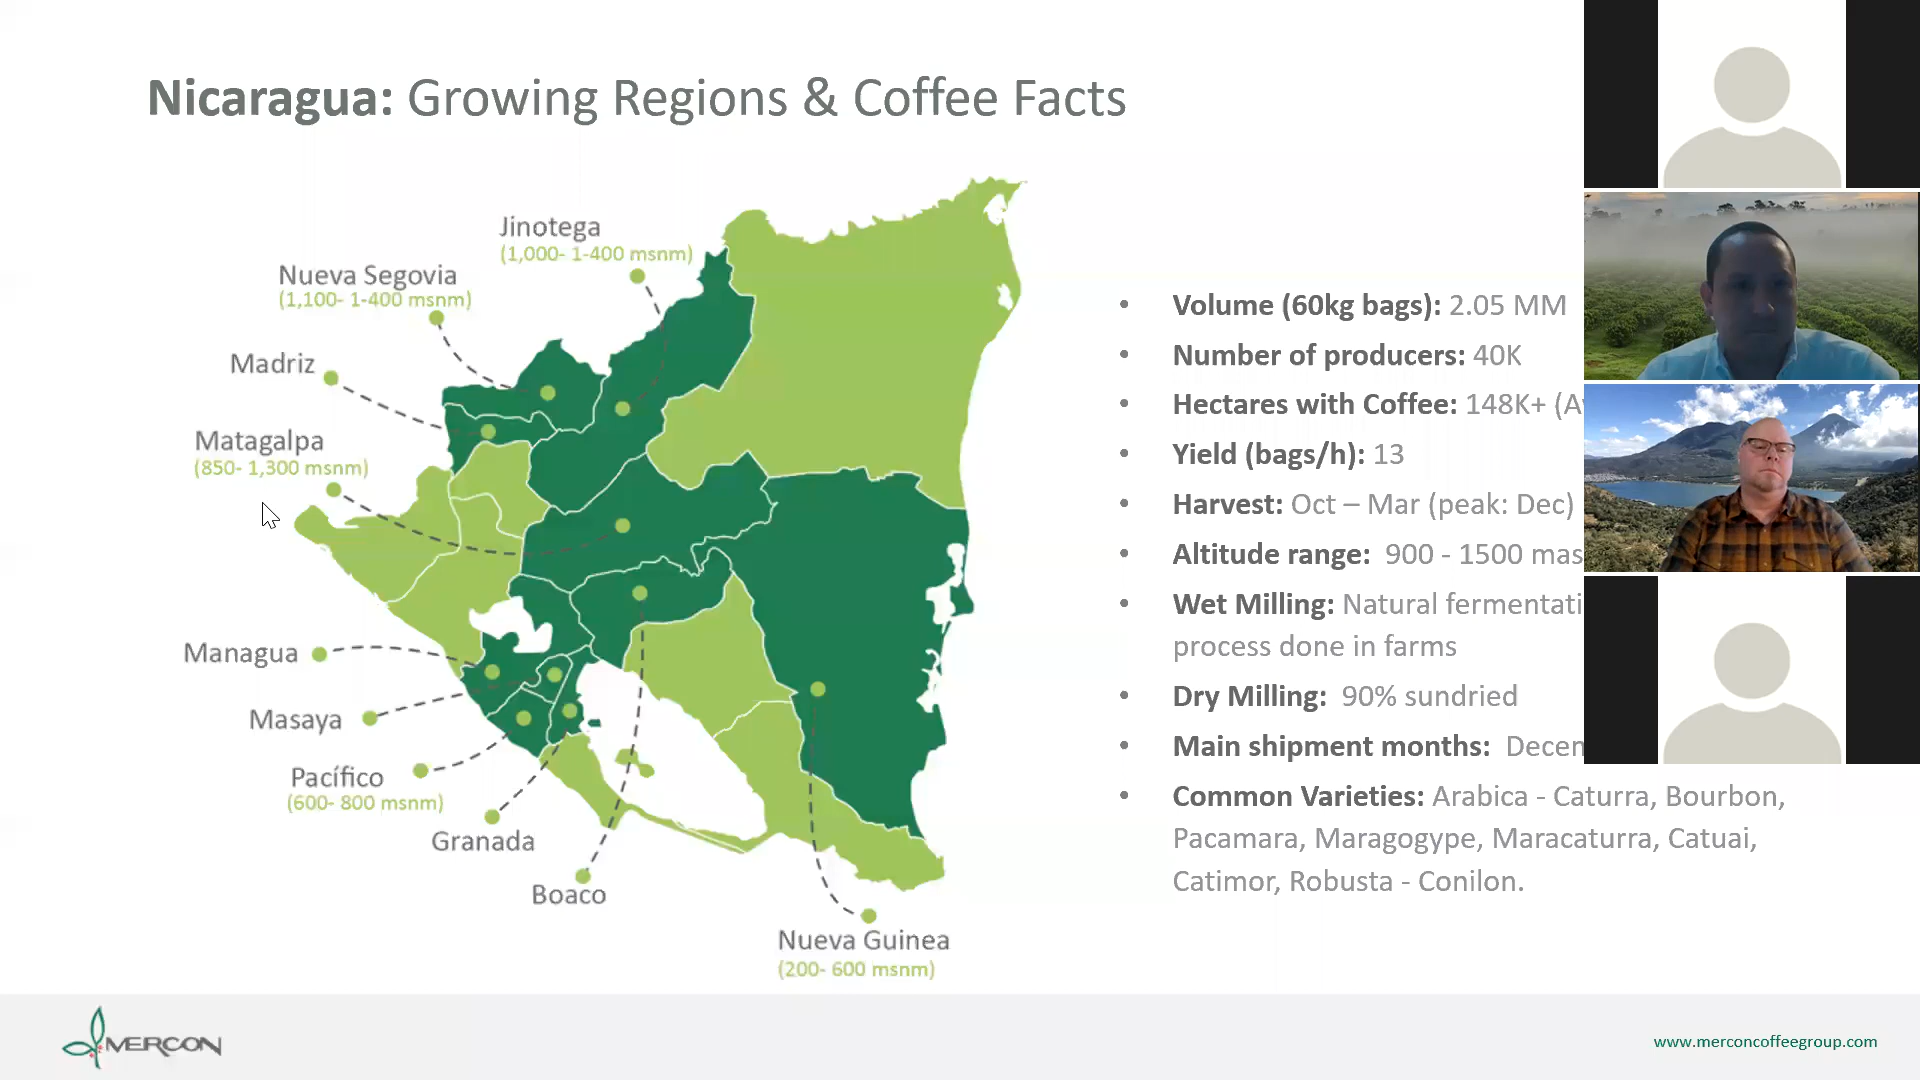 Nicaragua: Growing Regions & Coffee Facts
Jinotega
(1,000- 1-400 msnm)
Nueva Segovia
(1,100- 1-400 msnm)
Madriz
Matagalpa
(850- 1,300 msnm)
Managua
Masaya
Pacífico
(600- 800 msnm)
Granada
Boaco
Nueva Guinea
(200- 600 msnm)
• Volume (60kg bags): 2.05 MM
• Number of producers: 40K
• Hectares with Coffee: 148K+
• Yield (bags/h): 13
• Harvest: Oct – Mar (peak: Dec)
• Altitude range: 900 - 1500
• Wet Milling: Natural
process done in farms
• Dry Milling: 90% sundried
• Main shipment months:
• Common Varieties: Arabica - Caturra, Bourbon,
Pacamara, Maragogype, Maracaturra, Catuai,
Catimor, Robusta - Conilon.
MERCON
www.merconcoffeegroup.com